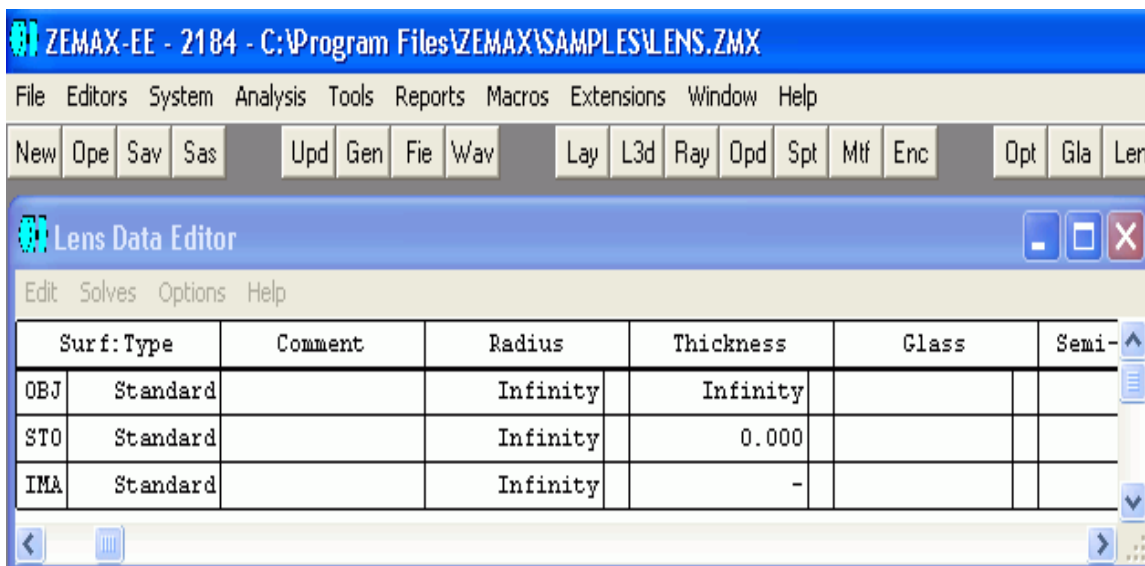 ZEMAX-EE - 2184 - C:\Program Files\ZEMAX\SAMPLES\LENS.ZMX
File Editors System Analysis Tools Reports Macros Extensions Window Help
New Ope Sav Sas Upd Gen Fie Wav Lay L3d Ray Opd Spt Mtf Enc Opt Gla Len
Lens Data Editor
Edit Solves Options Help
Surf:Type Comment Radius Thickness Glass Semi-
OBJ Standard Infinity Infinity
STO Standard Infinity 0.000
IMA Standard Infinity -